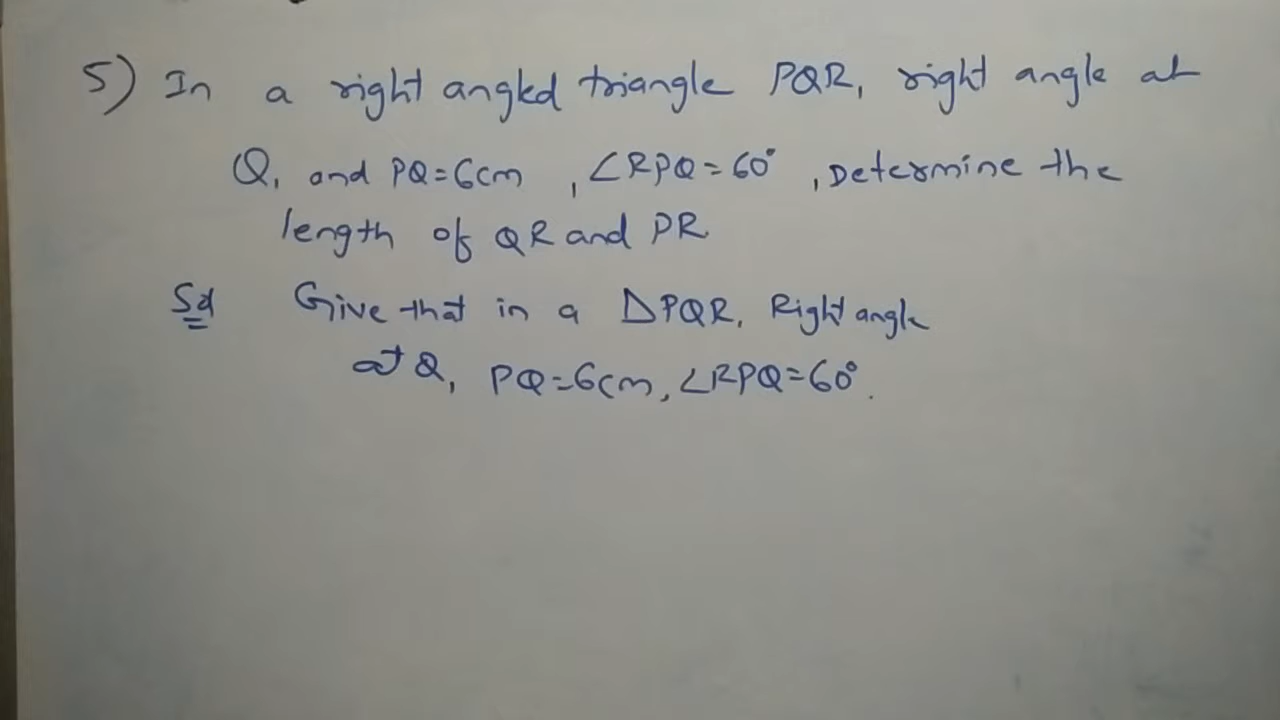 5) In a right angled triangle PQR, right angle at
Q, and PQ=6cm, ∠RPQ=60°, Determine the
length of QR and PR
Sol Give that in a △PQR, Right angle
at Q, PQ=6cm, ∠RPQ=60°.